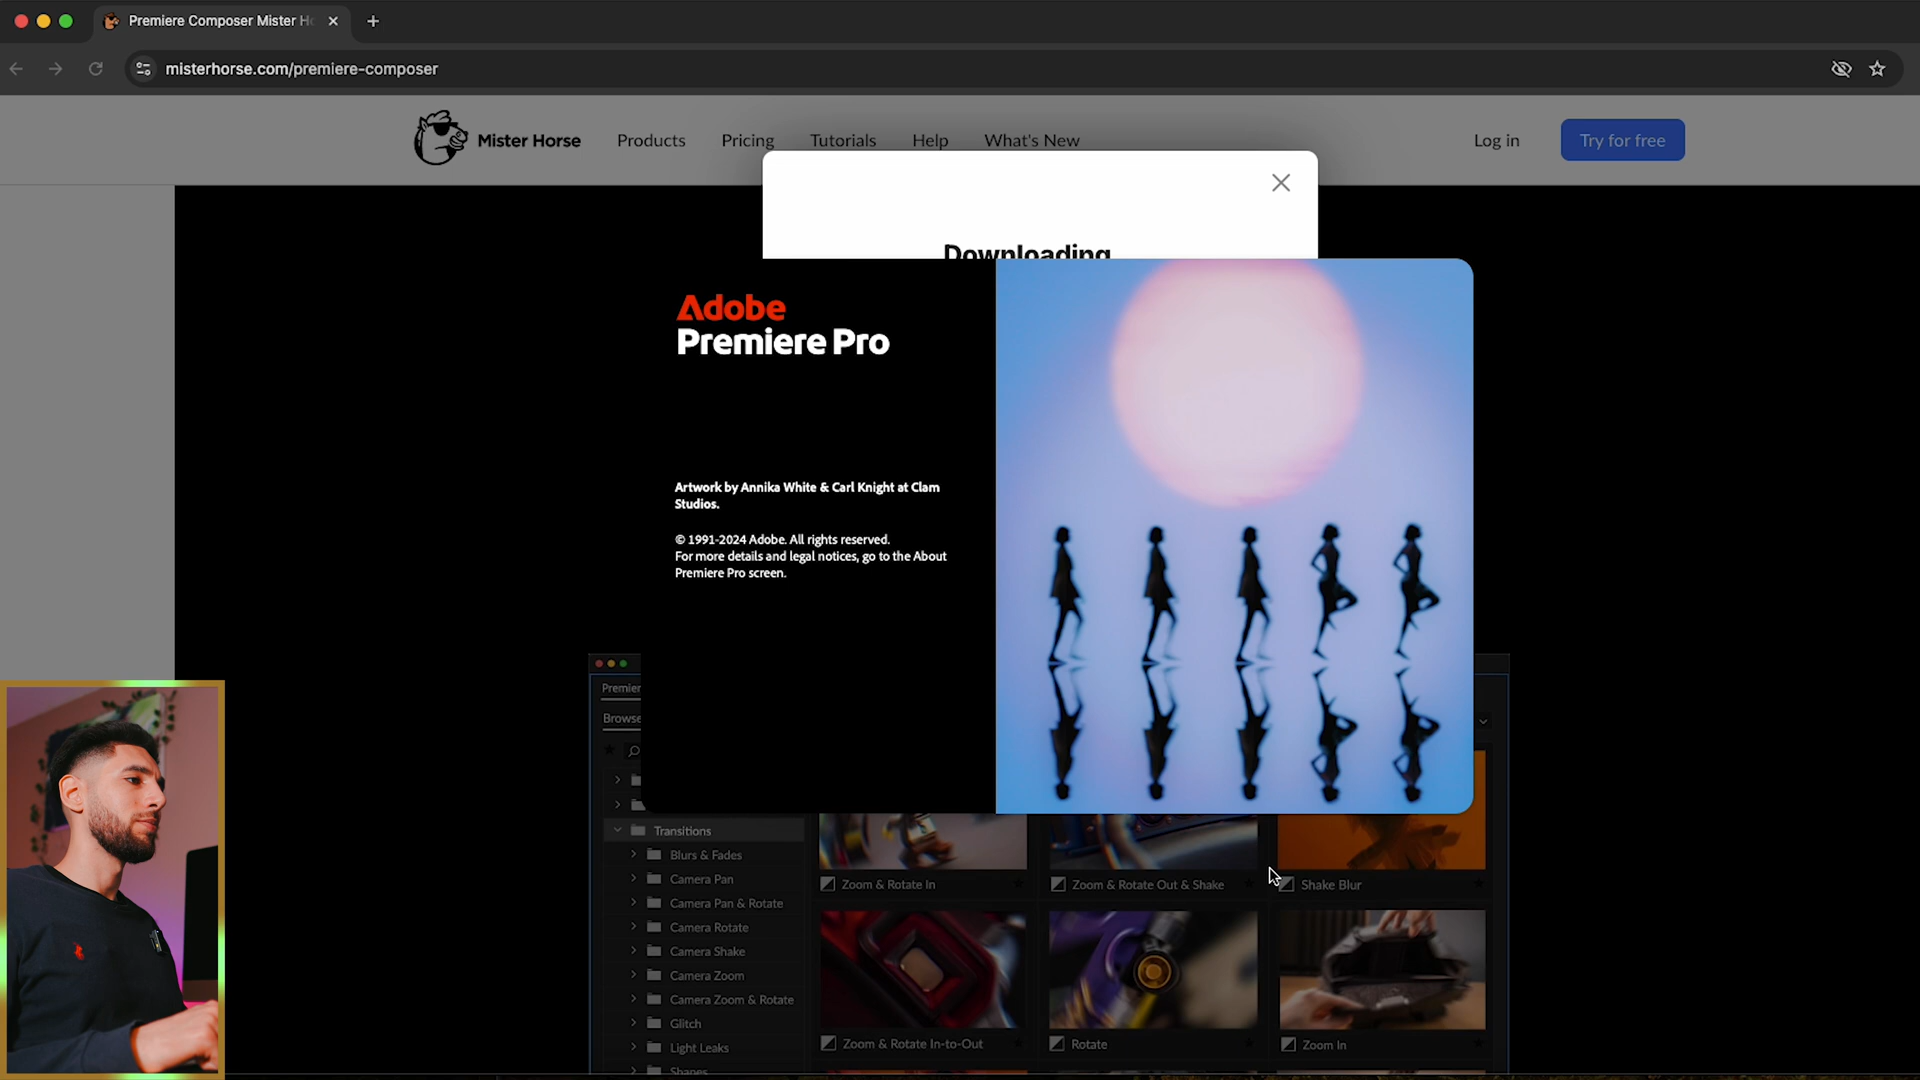 Premiere Composer Mister H
misterhorse.com/premiere-composer
Mister Horse
Products
Pricing
Tutorials
Help
What's New
Log in
Try for free
Downloading
Adobe
Premiere Pro
Artwork by Annika White & Carl Knight at Clam
Studios.
© 1991-2024 Adobe. All rights reserved.
For more details and legal notices, go to the About
Premiere Pro screen.
Premier
Browse
Transitions
Blurs & Fades
Camera Pan
Camera Pan & Rotate
Camera Rotate
Camera Shake
Camera Zoom
Camera Zoom & Rotate
Glitch
Light Leaks
Shapes
Zoom & Rotate In
Zoom & Rotate Out & Shake
Shake Blur
Zoom & Rotate In-to-Out
Rotate
Zoom In